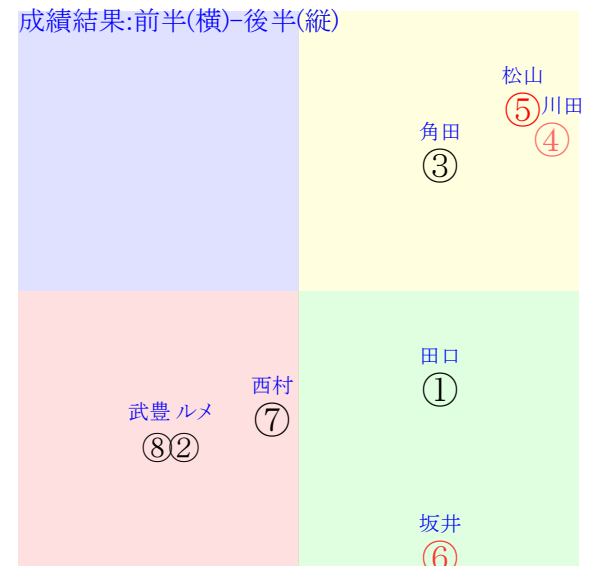 成績結果:前半(横)−後半(縦)
松山
⑤
川田
④
角田
③
田口
①
西村
⑦
武豊 ルメ
⑧②
坂井
⑥